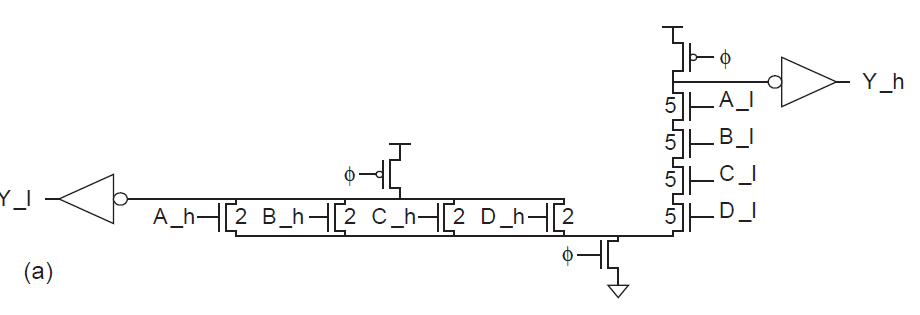 ϕ
Y_h
5 A_l
5 B_l
ϕ
5 C_l
Y_l A_h 2 B_h 2 C_h 2 D_h 2 5 D_l
ϕ
(a)